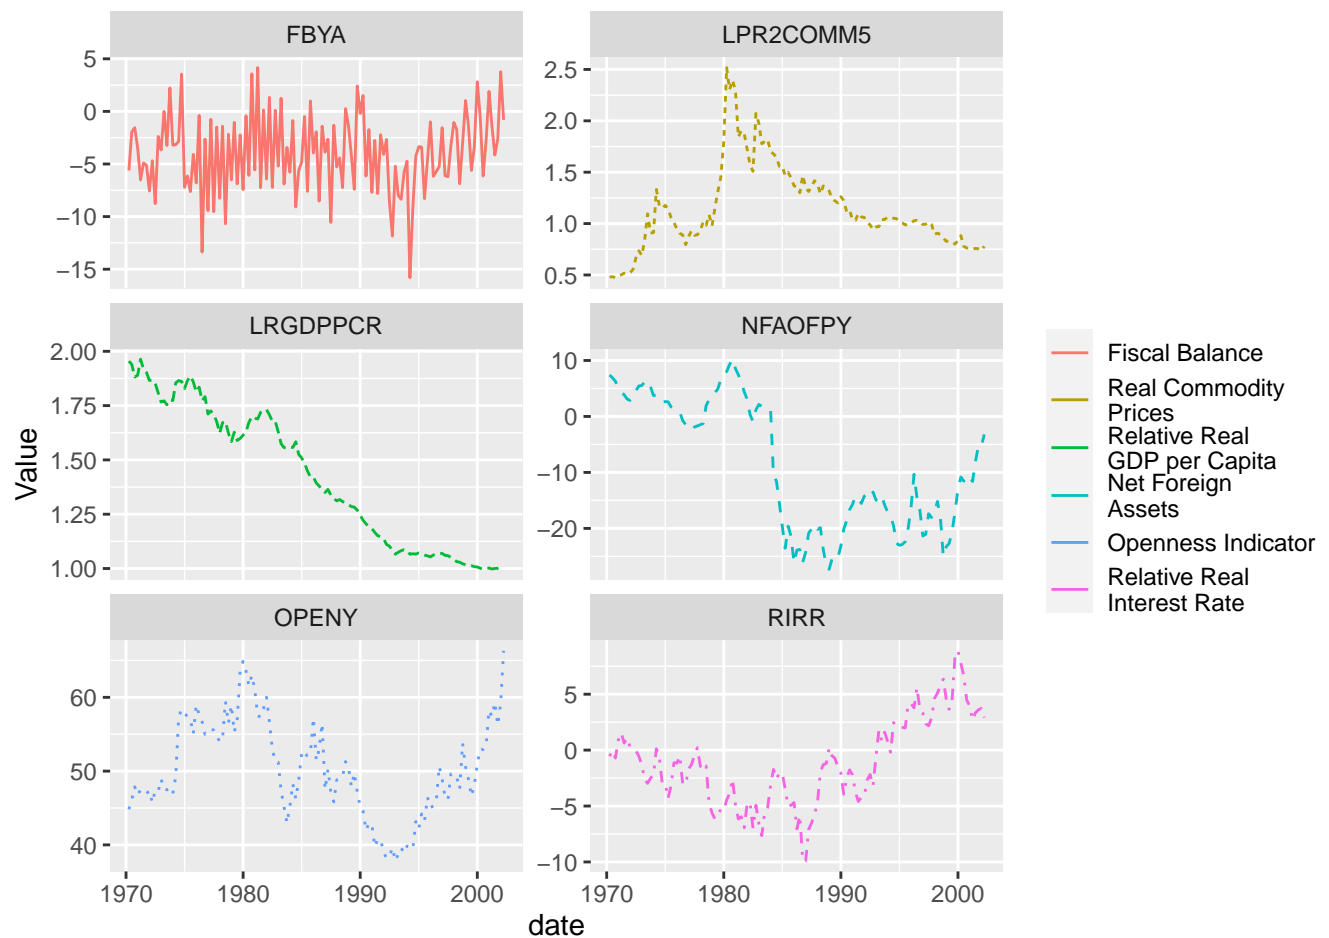 FBYA
LPR2COMM5
5
0
−5
−10
−15
2.5
2.0
1.5
1.0
0.5
LRGDPPCR
NFAOFPY
2.00
1.75
1.50
1.25
1.00
10
0
−10
−20
OPENY
RIRR
60
50
40
5
0
−5
−10
1970
1980
1990
2000
1970
1980
1990
2000
date
Value
Fiscal Balance
Real Commodity
Prices
Relative Real
GDP per Capita
Net Foreign
Assets
Openness Indicator
Relative Real
Interest Rate